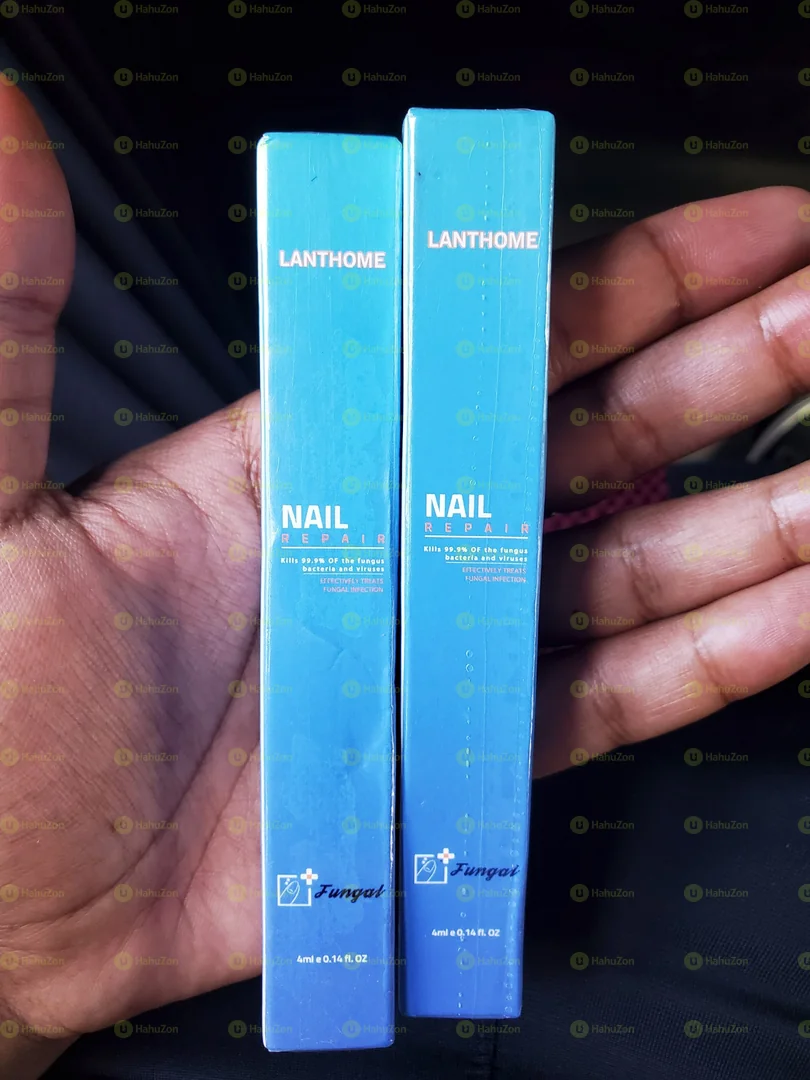 LANTHOME
NAIL
REPAIR
Kills 99.9% OF the fungus
bacteria and viruses
EFFECTIVELY TREATS
FUNGAL INFECTION
Fungal
4ml e 0.14 fl. OZ
LANTHOME
NAIL
REPAIR
Kills 99.9% OF the fungus
bacteria and viruses
EFFECTIVELY TREATS
FUNGAL INFECTION
Fungal
4ml e 0.14 fl. OZ
HahuZon